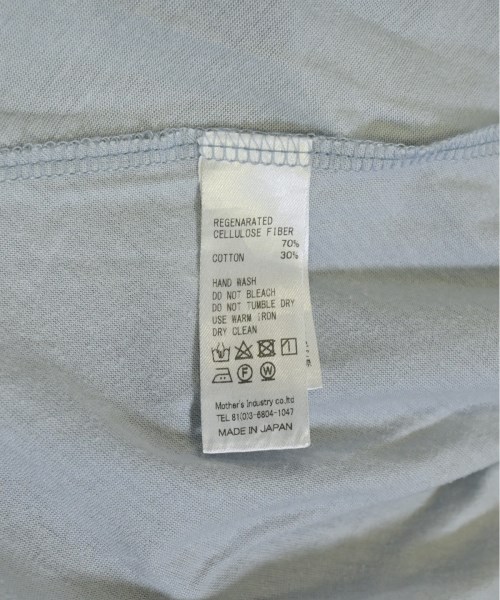 REGENARATED
CELLULOSE FIBER
70%
COTTON 30%
HAND WASH
DO NOT BLEACH
DO NOT TUMBLE DRY
USE WARM IRON
DRY CLEAN
F W
Mother's Industry co.,ltd
TEL 81(0)3-6804-1047
MADE IN JAPAN